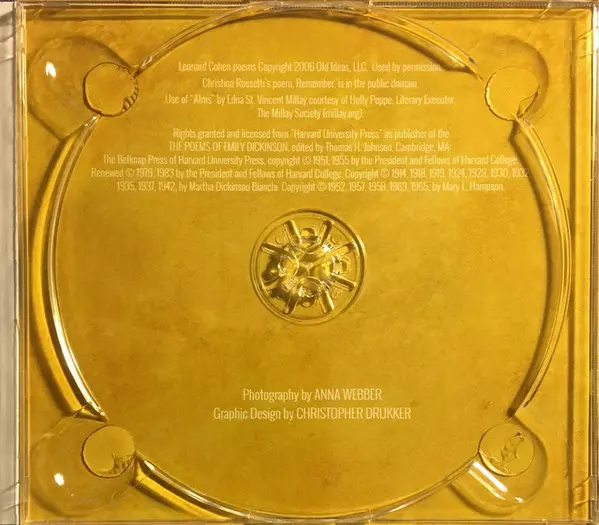 Leonard Cohen poems Copyright 2006 Old Ideas, LLC. Used by permission.
Christina Rossetti's poem, Remember, is in the public domain.
Use of "Alms" by Edna St. Vincent Millay courtesy of Holly Peppe, Literary Executor,
The Millay Society (millay.org).
Rights granted and licensed from "Harvard University Press" as publisher of the
THE POEMS OF EMILY DICKINSON, edited by Thomas H. Johnson, Cambridge, MA:
The Belknap Press of Harvard University Press, copyright © 1951, 1955 by the President and Fellows of Harvard College.
Renewed © 1979, 1983 by the President and Fellows of Harvard College. Copyright © 1914, 1918, 1919, 1924, 1929, 1930, 1932,
1935, 1937, 1942, by Martha Dickinson Bianchi. Copyright © 1952, 1957, 1958, 1963, 1965, by Mary L. Hampson.
Photography by ANNA WEBBER
Graphic Design by CHRISTOPHER DRUKKER